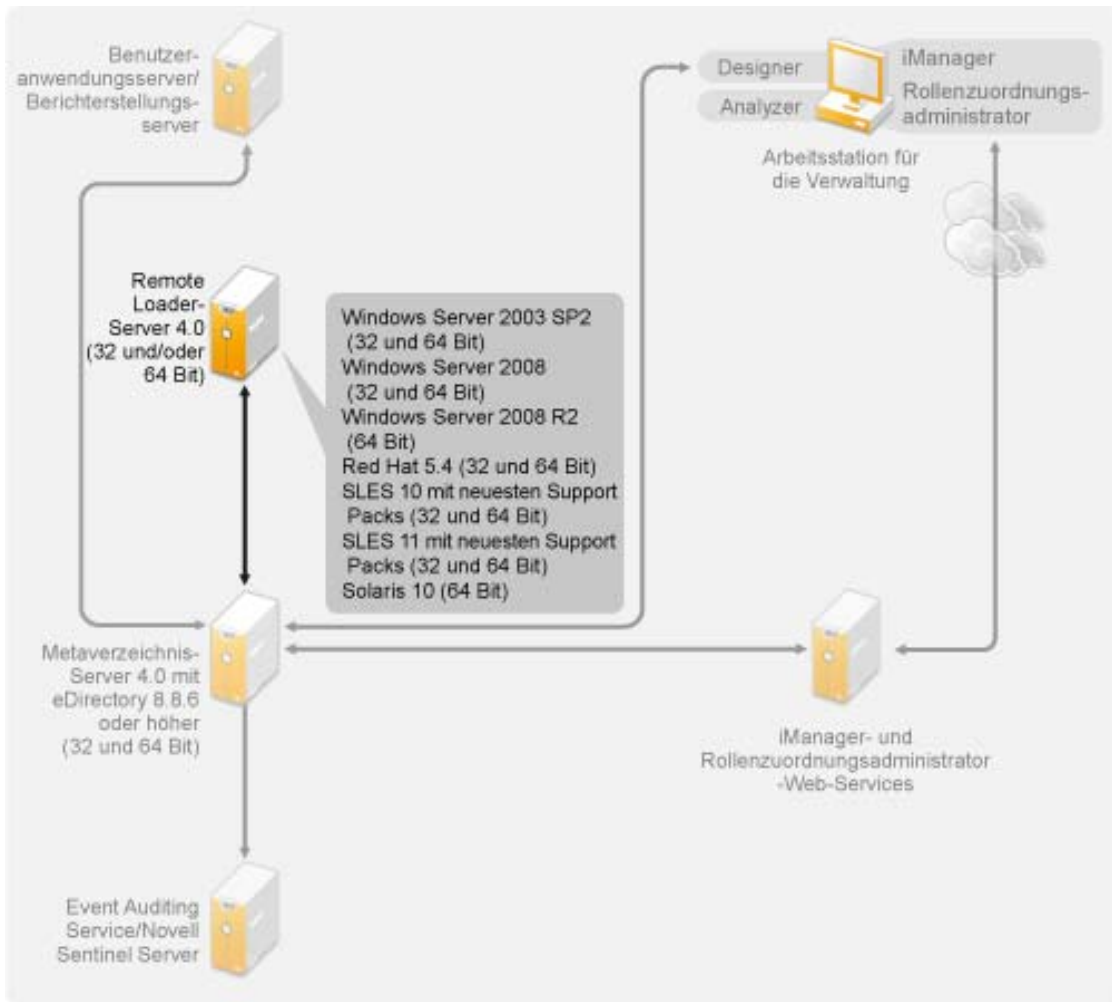 Benutzer-
anwendungsserver/
Berichterstellungs-
server
Designer
Analyzer
iManager
Rollenzuordnungs-
administrator
Arbeitsstation für
die Verwaltung
Remote
Loader-
Server 4.0
(32 und/oder
64 Bit)
Windows Server 2003 SP2
(32 und 64 Bit)
Windows Server 2008
(32 und 64 Bit)
Windows Server 2008 R2
(64 Bit)
Red Hat 5.4 (32 und 64 Bit)
SLES 10 mit neuesten Support
Packs (32 und 64 Bit)
SLES 11 mit neuesten Support
Packs (32 und 64 Bit)
Solaris 10 (64 Bit)
Metaverzeichnis-
Server 4.0 mit
eDirectory 8.8.6
oder höher
(32 und 64 Bit)
iManager- und
Rollenzuordnungsadministrator
-Web-Services
Event Auditing
Service/Novell
Sentinel Server